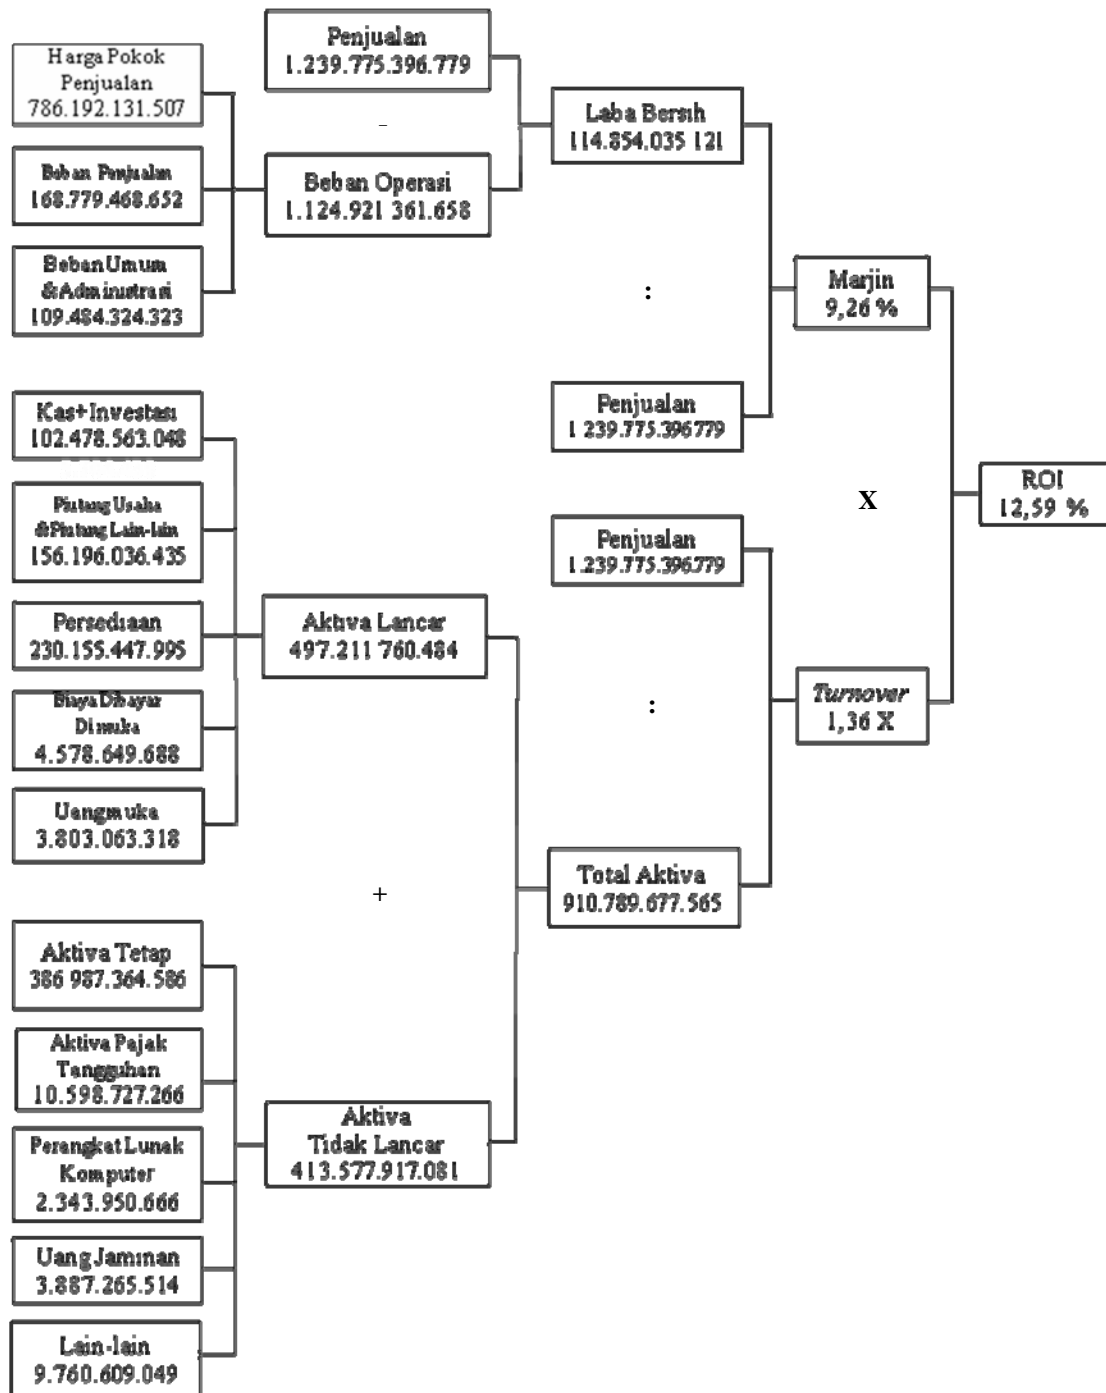 Harga Pokok
Penjualan
786.192.131.507
Beban Penjualan
168.779.468.652
Beban Umum
&Administrasi
109.484.324.323
Penjualan
1.239.775.396.779
-
Beban Operasi
1.124.921 361.658
Laba Bersih
114.854.035 121
:
Penjualan
1 239.775.396779
Marjin
9,26 %
X
ROI
12,59 %
Kas+Investasi
102.478.563.048
Piutang Usaha
&Piutang Lain-lain
156.196.036.435
Persediaan
230.155.447.995
Biaya Dibayar
Dimuka
4.578.649.688
Uangmuka
3.803.063.318
Aktiva Lancar
497.211 760.484
Penjualan
1.239.775.396.779
:
Turnover
1,36 X
+
Total Aktiva
910.789.677.565
Aktiva Tetap
386 987.364.586
Aktiva Pajak
Tangguhan
10.598.727.266
Perangkat Lunak
Komputer
2.343.950.666
Uang Jaminan
3.887.265.514
Lain-lain
9.760.609.049
Aktiva
Tidak Lancar
413.577.917.081